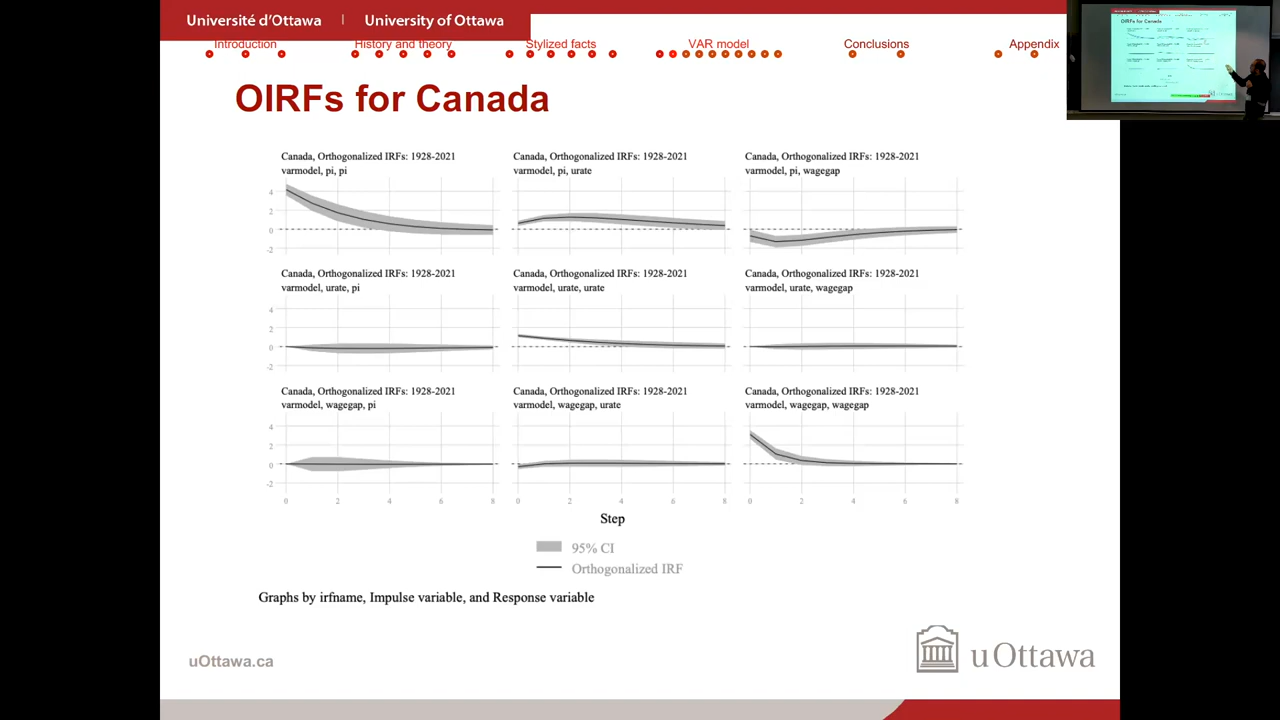 Université d'Ottawa | University of Ottawa
Introduction History and theory Stylized facts VAR model Conclusions Appendix
OIRFs for Canada
Canada, Orthogonalized IRFs: 1928-2021
varmodel, pi, pi
Canada, Orthogonalized IRFs: 1928-2021
varmodel, pi, urate
Canada, Orthogonalized IRFs: 1928-2021
varmodel, pi, wagegap
4
2
0
-2
Canada, Orthogonalized IRFs: 1928-2021
varmodel, urate, pi
Canada, Orthogonalized IRFs: 1928-2021
varmodel, urate, urate
Canada, Orthogonalized IRFs: 1928-2021
varmodel, urate, wagegap
4
2
0
-2
Canada, Orthogonalized IRFs: 1928-2021
varmodel, wagegap, pi
Canada, Orthogonalized IRFs: 1928-2021
varmodel, wagegap, urate
Canada, Orthogonalized IRFs: 1928-2021
varmodel, wagegap, wagegap
4
2
0
-2
0 2 4 6 8 0 2 4 6 8 0 2 4 6 8
Step
95% CI
Orthogonalized IRF
Graphs by irfname, Impulse variable, and Response variable
uOttawa.ca
uOttawa
OIRFs for Canada